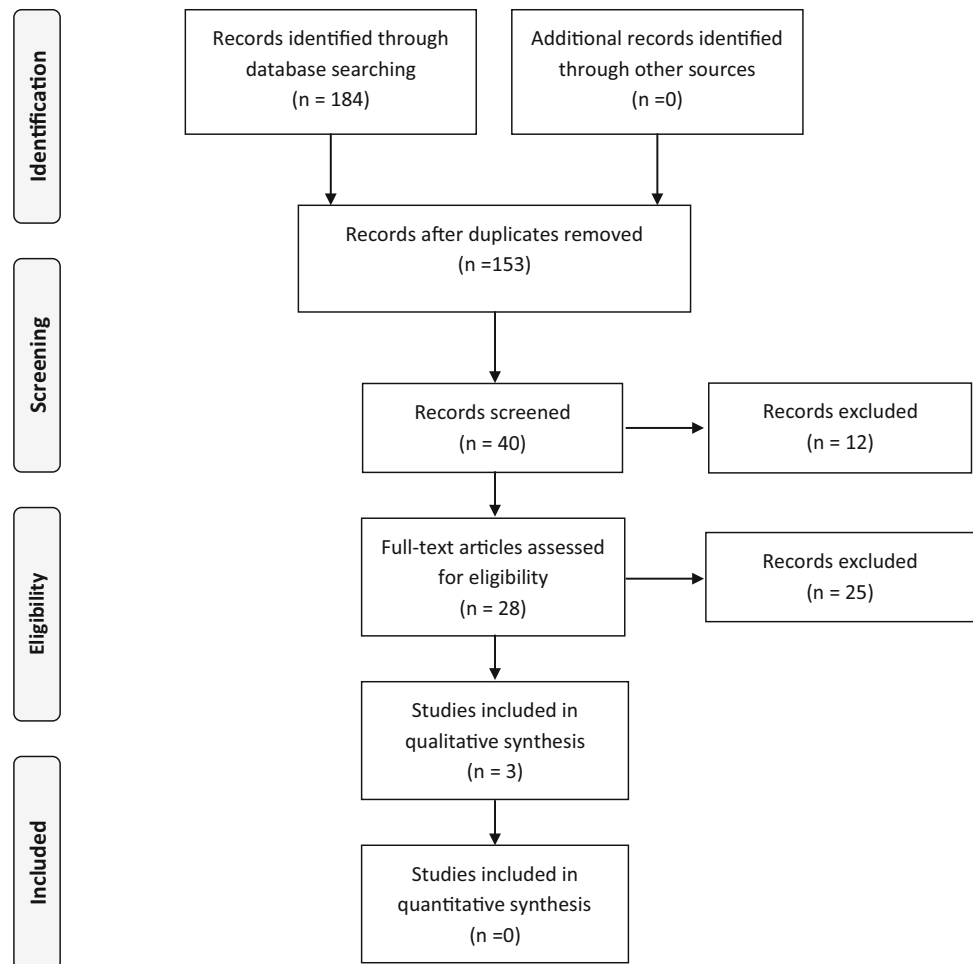 Identification
Records identified through
database searching
(n = 184)
Additional records identified
through other sources
(n =0)
Records after duplicates removed
(n =153)
Screening
Records screened
(n = 40)
Records excluded
(n = 12)
Eligibility
Full-text articles assessed
for eligibility
(n = 28)
Records excluded
(n = 25)
Studies included in
qualitative synthesis
(n = 3)
Included
Studies included in
quantitative synthesis
(n =0)